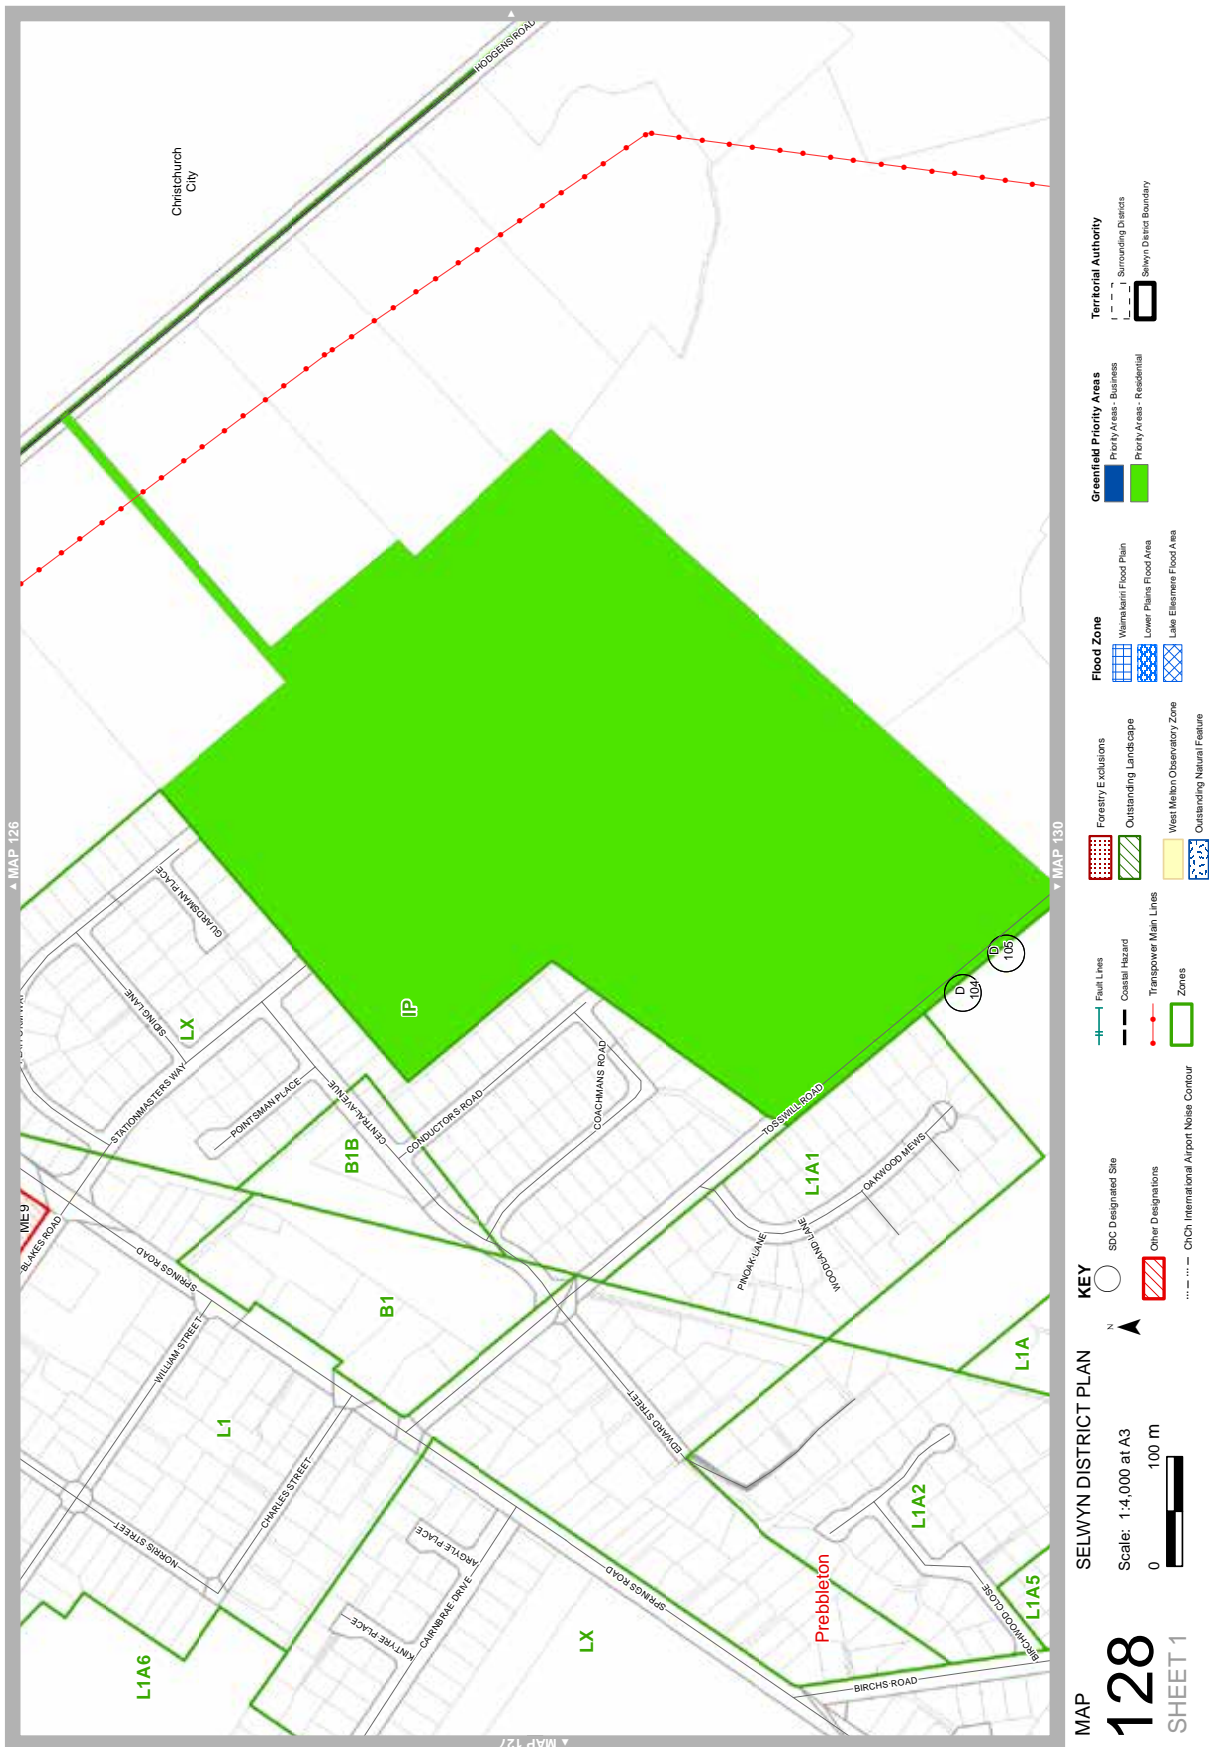 ▲ MAP 126
HODGENS ROAD
Christchurch
City
GUARDSMAN PLACE
SIDING LANE
LX
STATIONMASTERS WAY
POINTSMAN PLACE
CENTRAL AVENUE
IP
B1B
CONDUCTORS ROAD
COACHMANS ROAD
TOSSWILL ROAD
D
104
D
105
ME9
BLAKES ROAD
SPRINGS ROAD
B1
WILLIAM STREET
L1
CHARLES STREET
NORRIS STREET
L1A1
OAKWOOD MEWS
PINOAK LANE
WOODLAND LANE
L1A
EDWARD STREET
L1A2
ARGYLE PLACE
CAIRNBRAE DRIVE
KINTYRE PLACE
SPRINGS ROAD
Prebbleton
BIRCHWOOD CLOSE
L1A5
BIRCHS ROAD
L1A6
LX
▲ MAP 127
▼ MAP 130
MAP
128
SHEET 1
SELWYN DISTRICT PLAN
Scale: 1:4,000 at A3
0 100 m
N
KEY
SDC Designated Site
Other Designations
ChCh International Airport Noise Contour
Fault Lines
Coastal Hazard
Transpower Main Lines
Zones
Forestry Exclusions
Outstanding Landscape
West Melton Observatory Zone
Outstanding Natural Feature
Flood Zone
Waimakariri Flood Plain
Lower Plains Flood Area
Lake Ellesmere Flood Area
Greenfield Priority Areas
Priority Areas - Business
Priority Areas - Residential
Territorial Authority
Surrounding Districts
Selwyn District Boundary